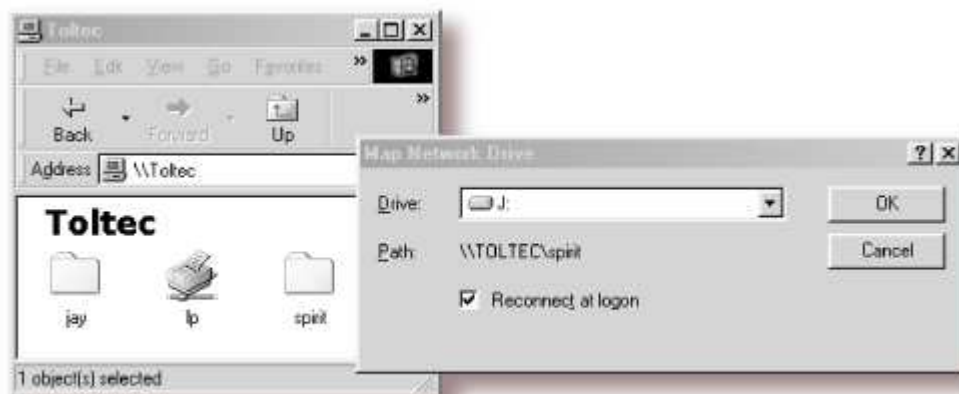 Toltec
File Edit View Go Favorites »
Back Forward Up »
Address \\Toltec
Toltec
jay lp spirit
1 object(s) selected
Map Network Drive ? ×
Drive: J:
Path: \\TOLTEC\spirit
Reconnect at logon
OK
Cancel